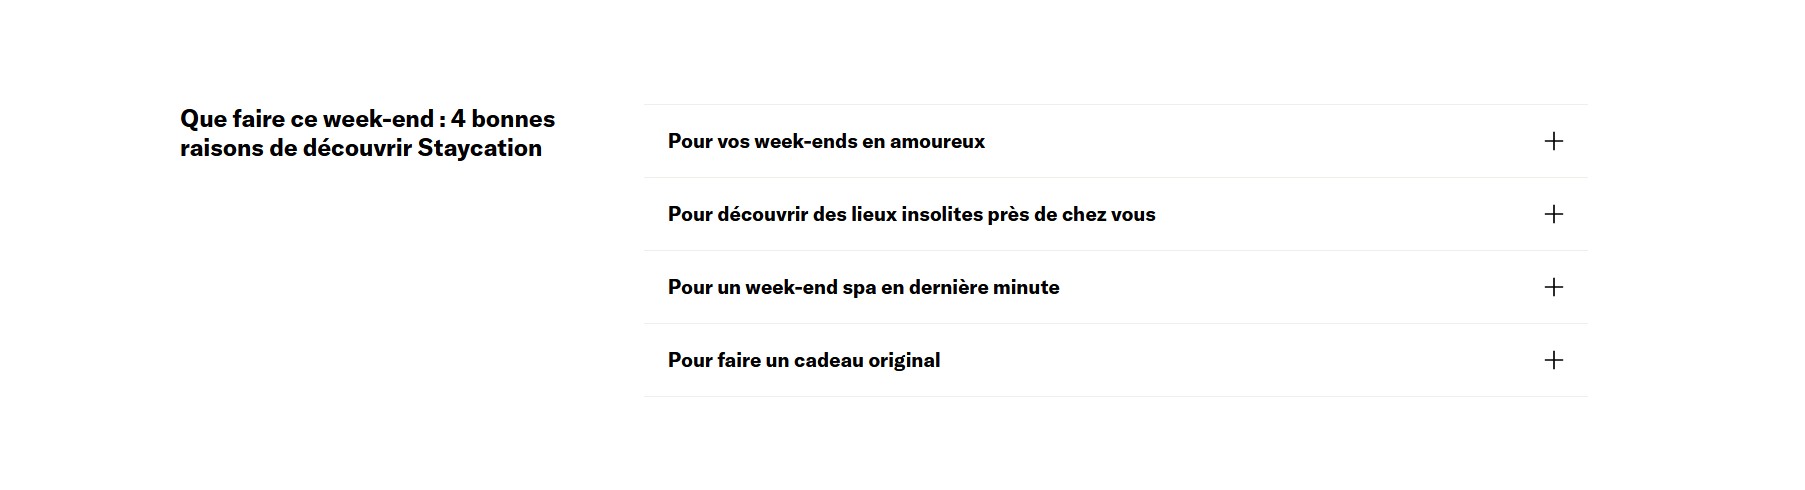 Que faire ce week-end : 4 bonnes
raisons de découvrir Staycation
Pour vos week-ends en amoureux
Pour découvrir des lieux insolites près de chez vous
Pour un week-end spa en dernière minute
Pour faire un cadeau original